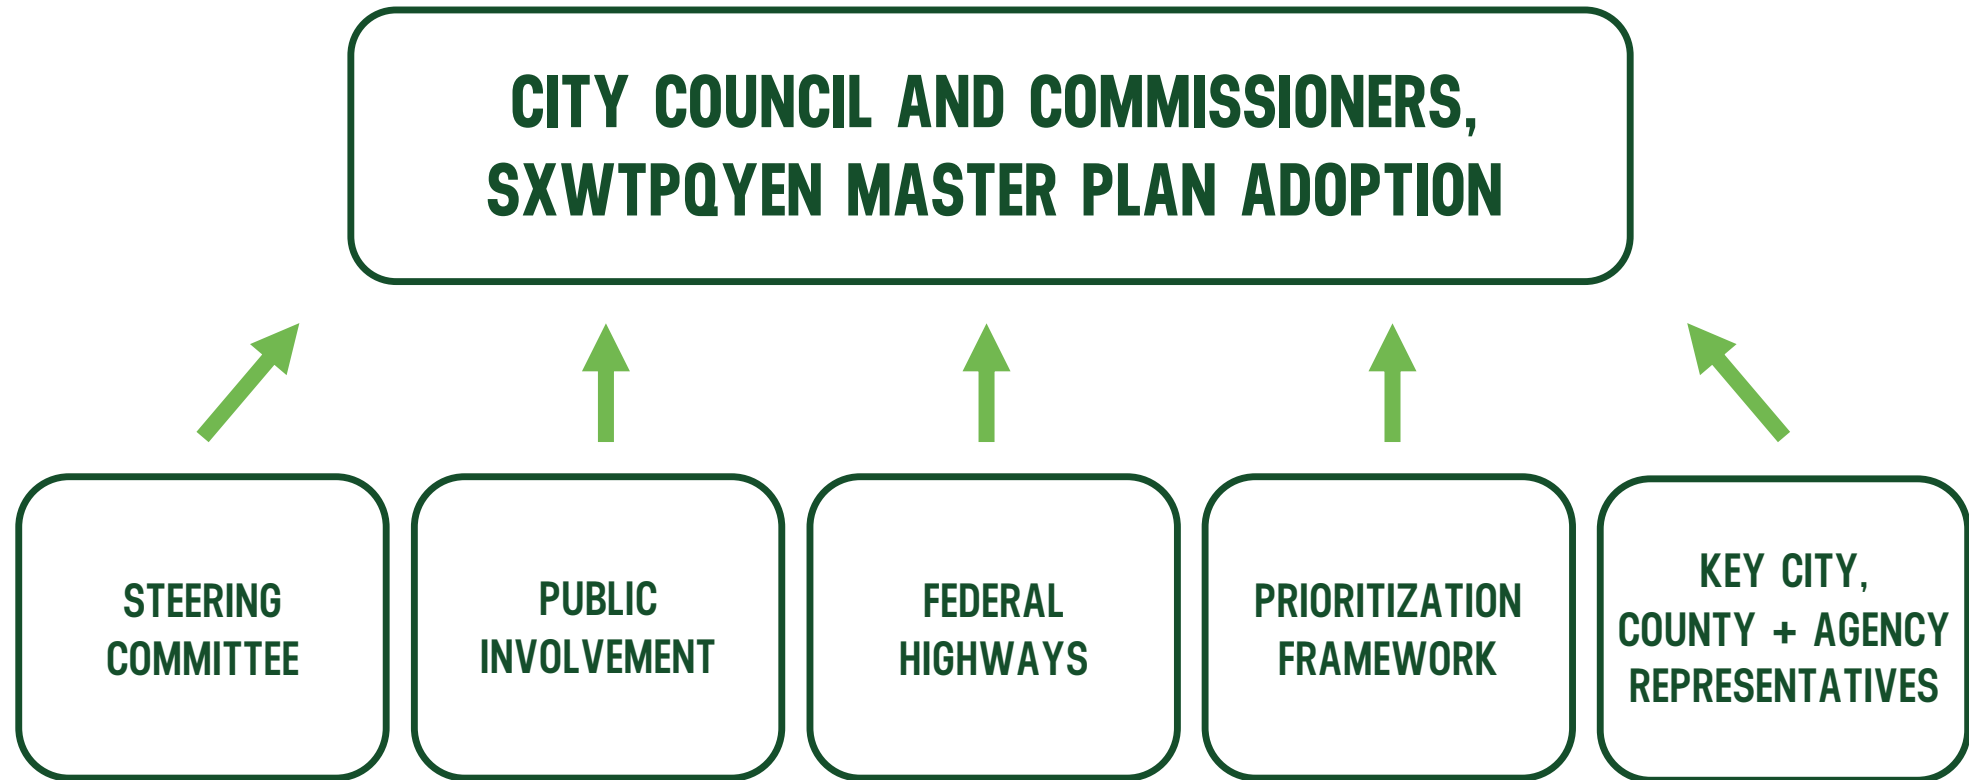 CITY COUNCIL AND COMMISSIONERS,
SXWTPQYEN MASTER PLAN ADOPTION
STEERING
COMMITTEE
PUBLIC
INVOLVEMENT
FEDERAL
HIGHWAYS
PRIORITIZATION
FRAMEWORK
KEY CITY,
COUNTY + AGENCY
REPRESENTATIVES